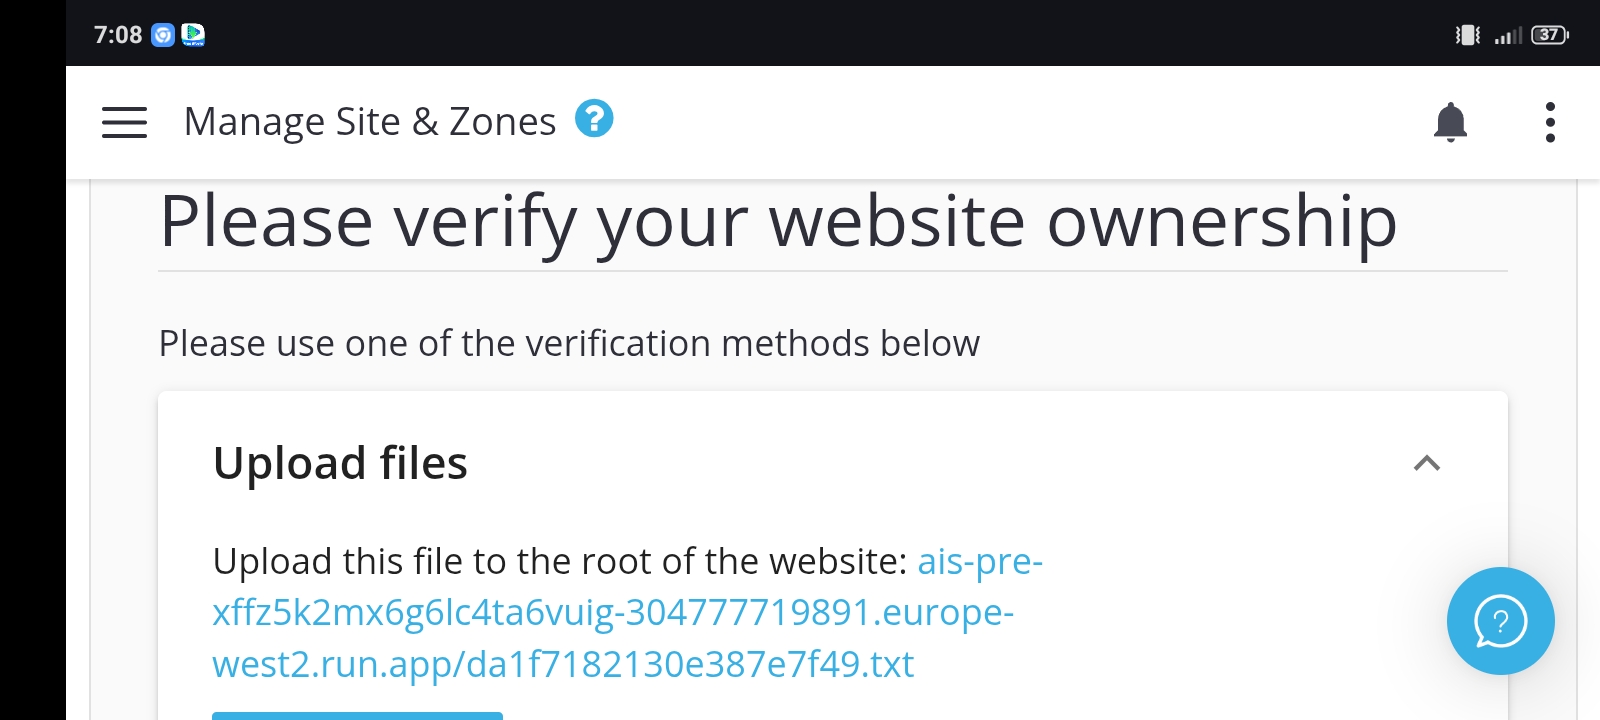 7:08
37
Manage Site & Zones ?
Please verify your website ownership
Please use one of the verification methods below
Upload files
Upload this file to the root of the website: ais-pre-
xffz5k2mx6g6lc4ta6vuig-304777719891.europe-
west2.run.app/da1f7182130e387e7f49.txt
?